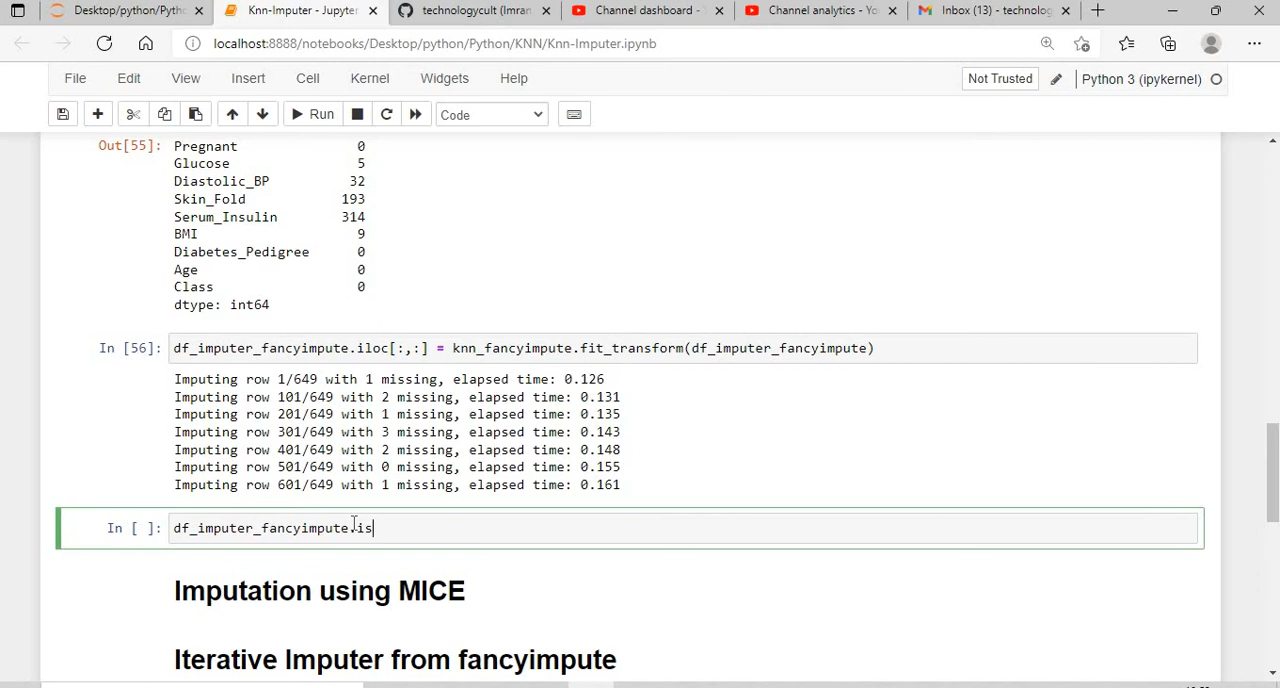 Desktop/python/Pytho
Knn-Imputer - Jupyter
technologycult (Imran
Channel dashboard - Y
Channel analytics - Yo
Inbox (13) - technolog
localhost:8888/notebooks/Desktop/python/Python/KNN/Knn-Imputer.ipynb
File Edit View Insert Cell Kernel Widgets Help Not Trusted Python 3 (ipykernel)
Run Code
Out[55]: Pregnant 0
Glucose 5
Diastolic_BP 32
Skin_Fold 193
Serum_Insulin 314
BMI 9
Diabetes_Pedigree 0
Age 0
Class 0
dtype: int64
In [56]: df_imputer_fancyimpute.iloc[:,:] = knn_fancyimpute.fit_transform(df_imputer_fancyimpute)
Imputing row 1/649 with 1 missing, elapsed time: 0.126
Imputing row 101/649 with 2 missing, elapsed time: 0.131
Imputing row 201/649 with 1 missing, elapsed time: 0.135
Imputing row 301/649 with 3 missing, elapsed time: 0.143
Imputing row 401/649 with 2 missing, elapsed time: 0.148
Imputing row 501/649 with 0 missing, elapsed time: 0.155
Imputing row 601/649 with 1 missing, elapsed time: 0.161
In [ ]: df_imputer_fancyimpute.is
Imputation using MICE
Iterative Imputer from fancyimpute